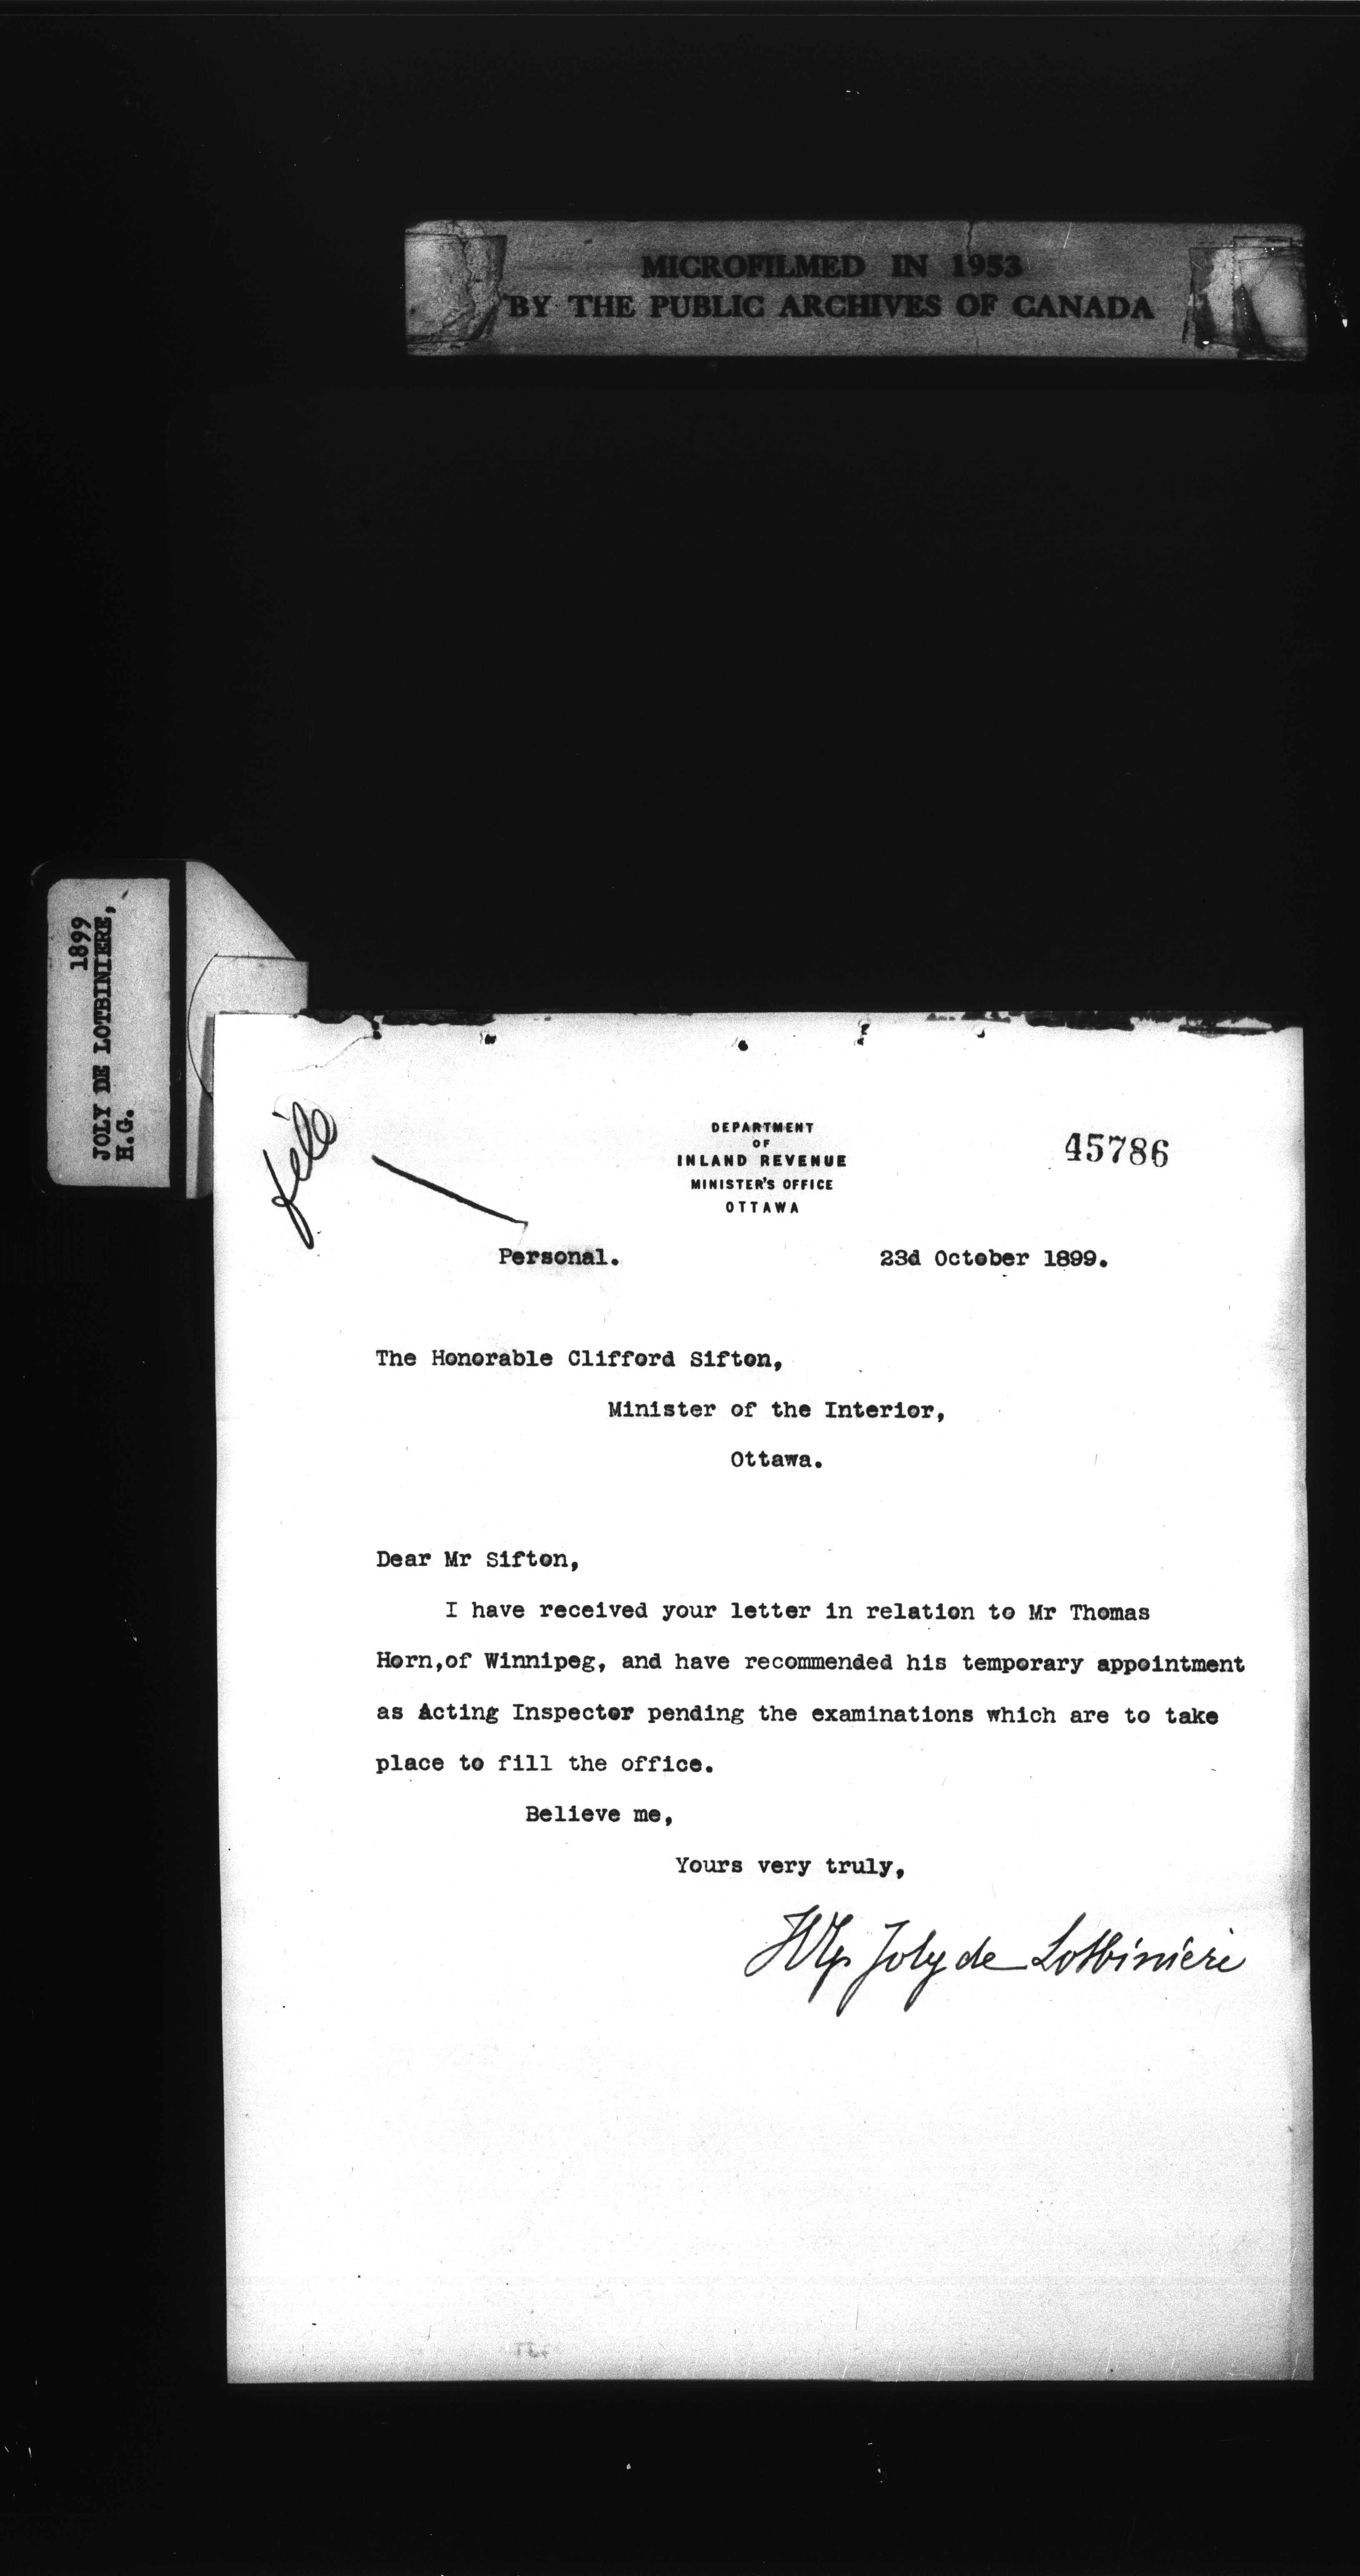 MICROFILMED IN 1953
BY THE PUBLIC ARCHIVES OF CANADA
1899
JOLY DE LOTBINIERE,
H.G.
file
DEPARTMENT
OF
INLAND REVENUE
MINISTER'S OFFICE
OTTAWA
45786
Personal. 23d October 1899.
The Honorable Clifford Sifton,
Minister of the Interior,
Ottawa.
Dear Mr Sifton,
I have received your letter in relation to Mr Thomas
Horn,of Winnipeg, and have recommended his temporary appointment
as Acting Inspector pending the examinations which are to take
place to fill the office.
Believe me,
Yours very truly,
HG Joly de Lotbinière